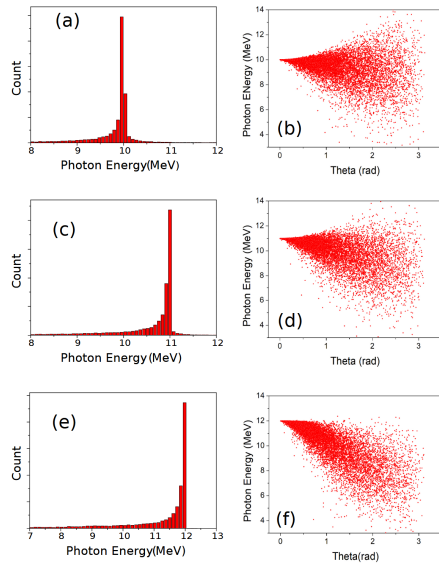 (a)
Count
8 9 10 11 12
Photon Energy(MeV)
14
12
10
8
6
4
Photon ENergy (MeV)
(b)
0 1 2 3
Theta (rad)
(c)
Count
8 9 10 11 12 13
Photon Energy(MeV)
14
12
10
8
6
4
Photon Energy (MeV)
(d)
0 1 2 3
Theta (rad)
(e)
Count
7 8 9 10 11 12 13
Photon Energy(MeV)
14
12
10
8
6
4
Photon Energy (MeV)
(f)
0 1 2 3
Theta(rad)